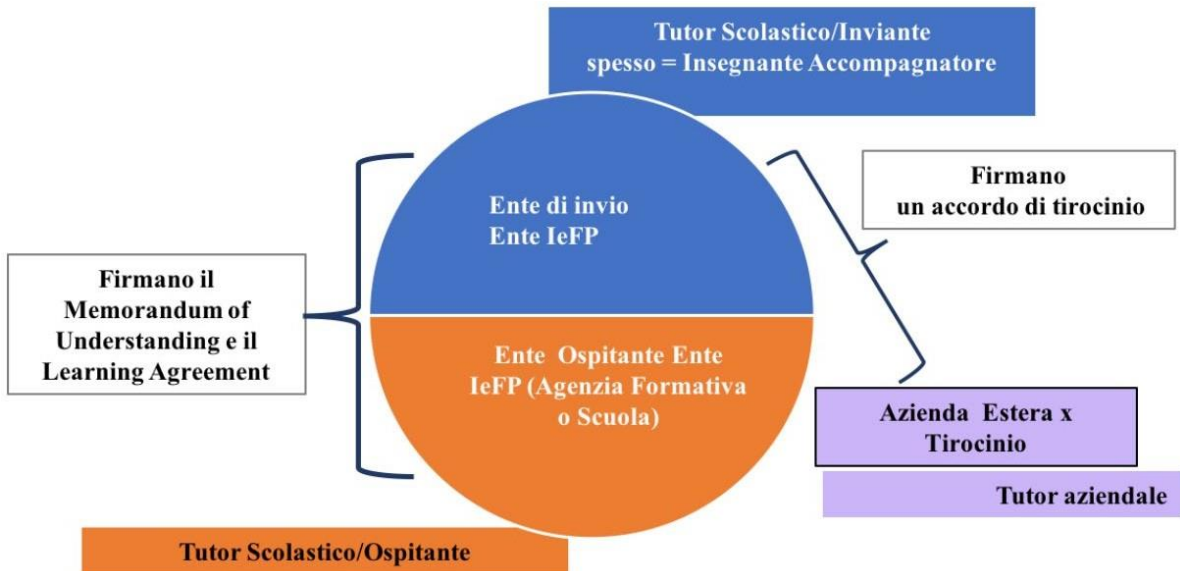 Tutor Scolastico/Inviante
spesso = Insegnante Accompagnatore
Ente di invio
Ente IeFP
Firmano
un accordo di tirocinio
Firmano il
Memorandum of
Understanding e il
Learning Agreement
Ente Ospitante Ente
IeFP (Agenzia Formativa
o Scuola)
Azienda Estera x
Tirocinio
Tutor aziendale
Tutor Scolastico/Ospitante